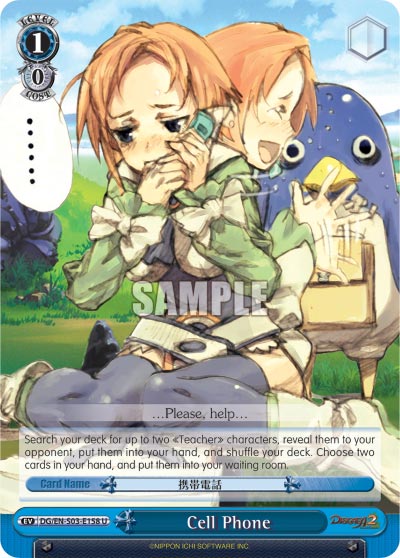 LEVEL
1
0
COST
......
SAMPLE
…Please, help…
Search your deck for up to two «Teacher» characters, reveal them to your
opponent, put them into your hand, and shuffle your deck. Choose two
cards in your hand, and put them into your waiting room.
Card Name 携帯電話
EV DG/EN-S03-E158 U Cell Phone Disgaea 2
©NIPPON ICHI SOFTWARE INC.